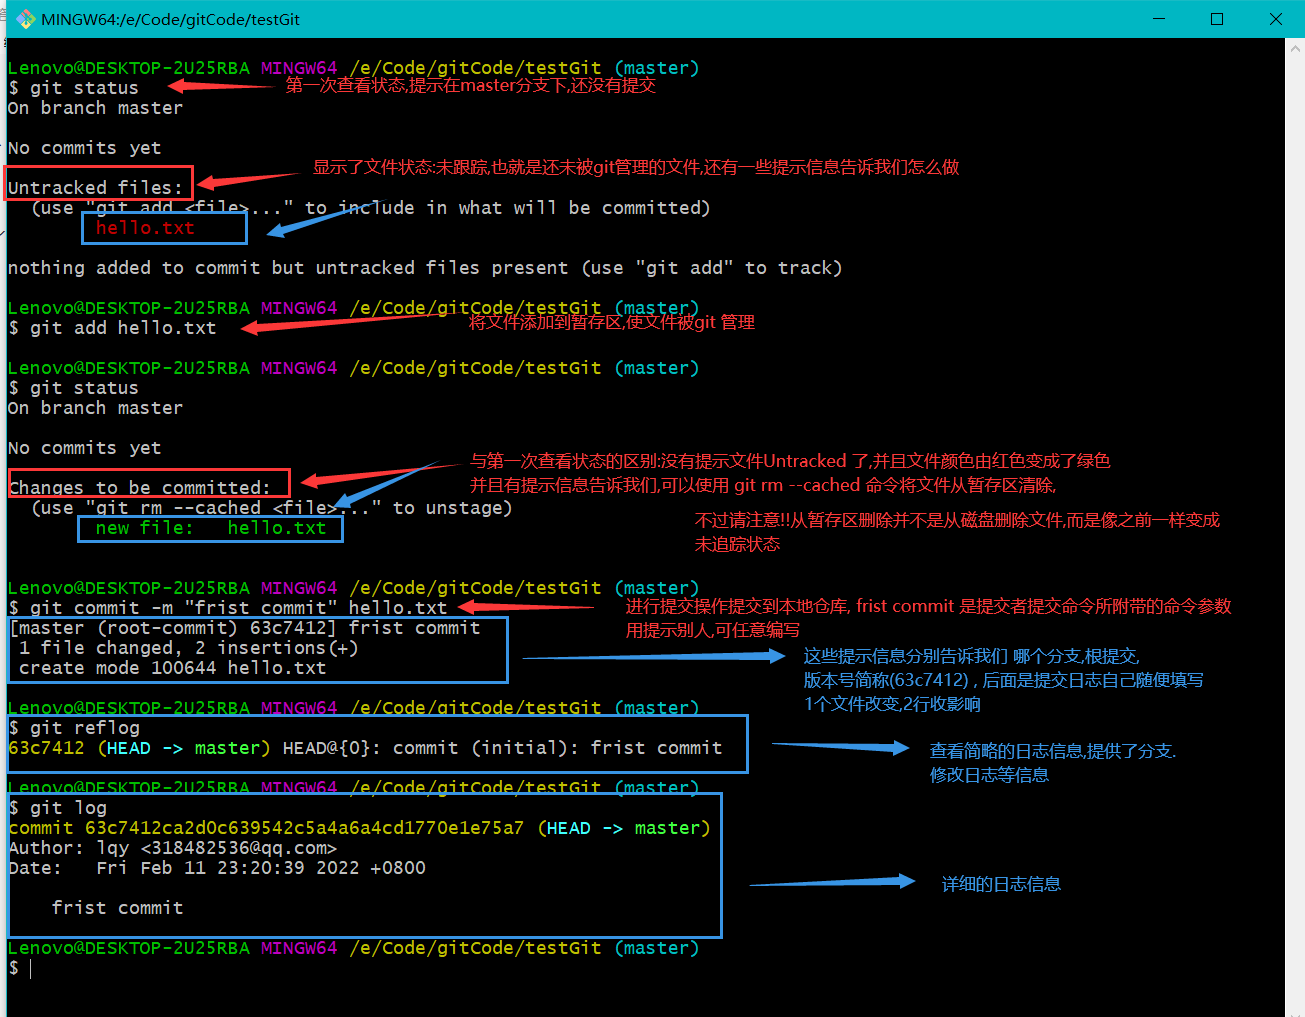 MINGW64:/e/Code/gitCode/testGit
Lenovo@DESKTOP-2U25RBA MINGW64 /e/Code/gitCode/testGit (master)
$ git status
第一次查看状态,提示在master分支下,还没有提交
On branch master
No commits yet
显示了文件状态:未跟踪,也就是还未被git管理的文件,还有一些提示信息告诉我们怎么做
Untracked files:
(use "git add <file>..." to include in what will be committed)
hello.txt
nothing added to commit but untracked files present (use "git add" to track)
Lenovo@DESKTOP-2U25RBA MINGW64 /e/Code/gitCode/testGit (master)
$ git add hello.txt
将文件添加到暂存区,使文件被git 管理
Lenovo@DESKTOP-2U25RBA MINGW64 /e/Code/gitCode/testGit (master)
$ git status
On branch master
No commits yet
与第一次查看状态的区别:没有提示文件Untracked 了,并且文件颜色由红色变成了绿色
并且有提示信息告诉我们,可以使用 git rm --cached 命令将文件从暂存区清除,
Changes to be committed:
(use "git rm --cached <file>..." to unstage)
new file: hello.txt
不过请注意!!从暂存区删除并不是从磁盘删除文件,而是像之前一样变成
未追踪状态
Lenovo@DESKTOP-2U25RBA MINGW64 /e/Code/gitCode/testGit (master)
$ git commit -m "frist commit" hello.txt
进行提交操作提交到本地仓库, frist commit 是提交者提交命令所附带的命令参数
用提示别人,可任意编写
[master (root-commit) 63c7412] frist commit
1 file changed, 2 insertions(+)
create mode 100644 hello.txt
这些提示信息分别告诉我们 哪个分支,根提交,
版本号简称(63c7412) , 后面是提交日志自己随便填写
1个文件改变,2行收影响
Lenovo@DESKTOP-2U25RBA MINGW64 /e/Code/gitCode/testGit (master)
$ git reflog
63c7412 (HEAD -> master) HEAD@{0}: commit (initial): frist commit
查看简略的日志信息,提供了分支.
修改日志等信息
Lenovo@DESKTOP-2U25RBA MINGW64 /e/Code/gitCode/testGit (master)
$ git log
commit 63c7412ca2d0c639542c5a4a6a4cd1770e1e75a7 (HEAD -> master)
Author: lqy <318482536@qq.com>
Date: Fri Feb 11 23:20:39 2022 +0800
详细的日志信息
frist commit
Lenovo@DESKTOP-2U25RBA MINGW64 /e/Code/gitCode/testGit (master)
$